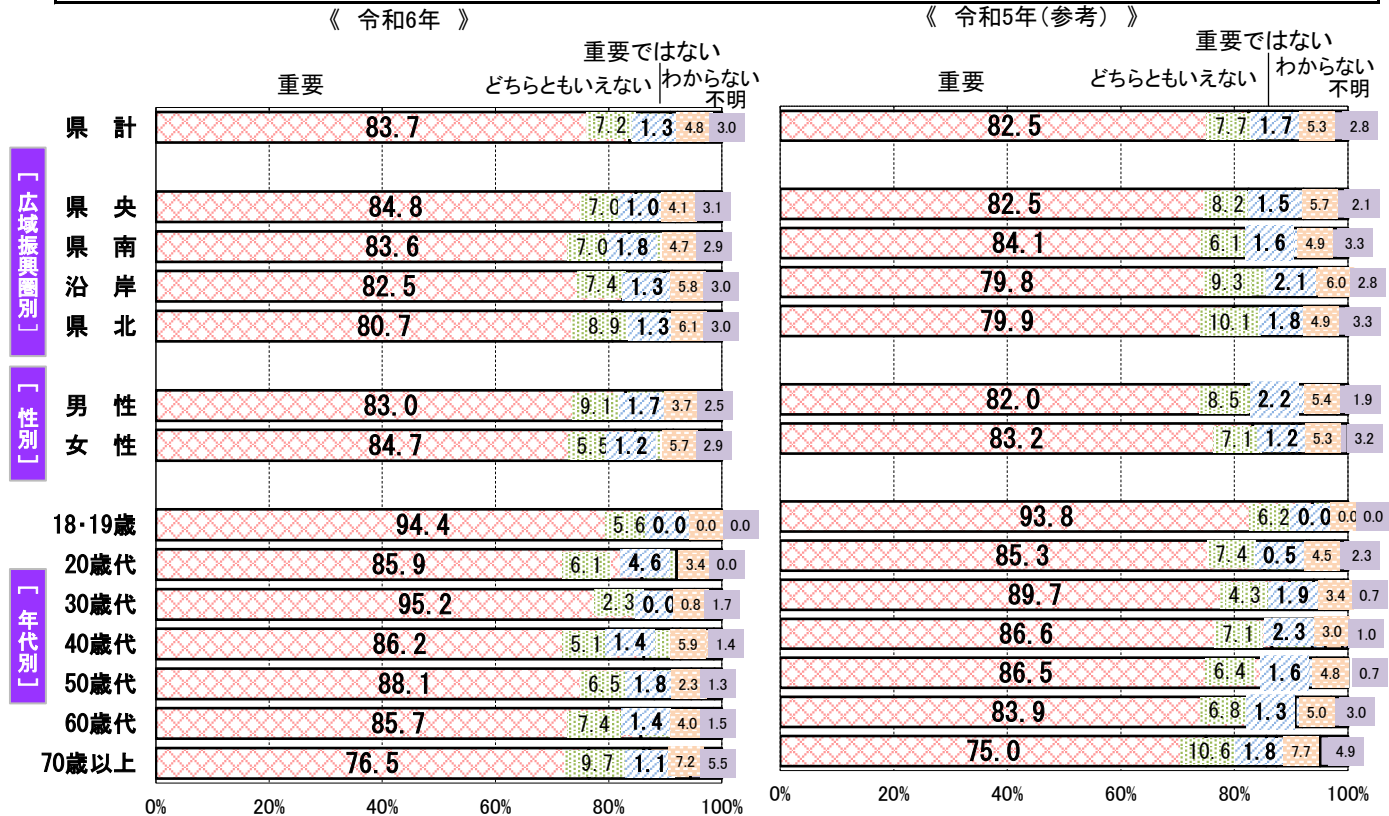 《 令和6年 》
重要
どちらともいえない
重要ではない
わからない
不明
県 計 83.7 7.2 1.3 4.8 3.0
[ 広域振興圏別 ]
県 央 84.8 7.0 1.0 4.1 3.1
県 南 83.6 7.0 1.8 4.7 2.9
沿 岸 82.5 7.4 1.3 5.8 3.0
県 北 80.7 8.9 1.3 6.1 3.0
[ 性別 ]
男 性 83.0 9.1 1.7 3.7 2.5
女 性 84.7 5.5 1.2 5.7 2.9
[ 年代別 ]
18・19歳 94.4 5.6 0.0 0.0 0.0
20歳代 85.9 6.1 4.6 3.4 0.0
30歳代 95.2 2.3 0.0 0.8 1.7
40歳代 86.2 5.1 1.4 5.9 1.4
50歳代 88.1 6.5 1.8 2.3 1.3
60歳代 85.7 7.4 1.4 4.0 1.5
70歳以上 76.5 9.7 1.1 7.2 5.5
0% 20% 40% 60% 80% 100%
《 令和5年(参考) 》
重要
どちらともいえない
重要ではない
わからない
不明
82.5 7.7 1.7 5.3 2.8
82.5 8.2 1.5 5.7 2.1
84.1 6.1 1.6 4.9 3.3
79.8 9.3 2.1 6.0 2.8
79.9 10.1 1.8 4.9 3.3
82.0 8.5 2.2 5.4 1.9
83.2 7.1 1.2 5.3 3.2
93.8 6.2 0.0 0.0 0.0
85.3 7.4 0.5 4.5 2.3
89.7 4.3 1.9 3.4 0.7
86.6 7.1 2.3 3.0 1.0
86.5 6.4 1.6 4.8 0.7
83.9 6.8 1.3 5.0 3.0
75.0 10.6 1.8 7.7 4.9
0% 20% 40% 60% 80% 100%